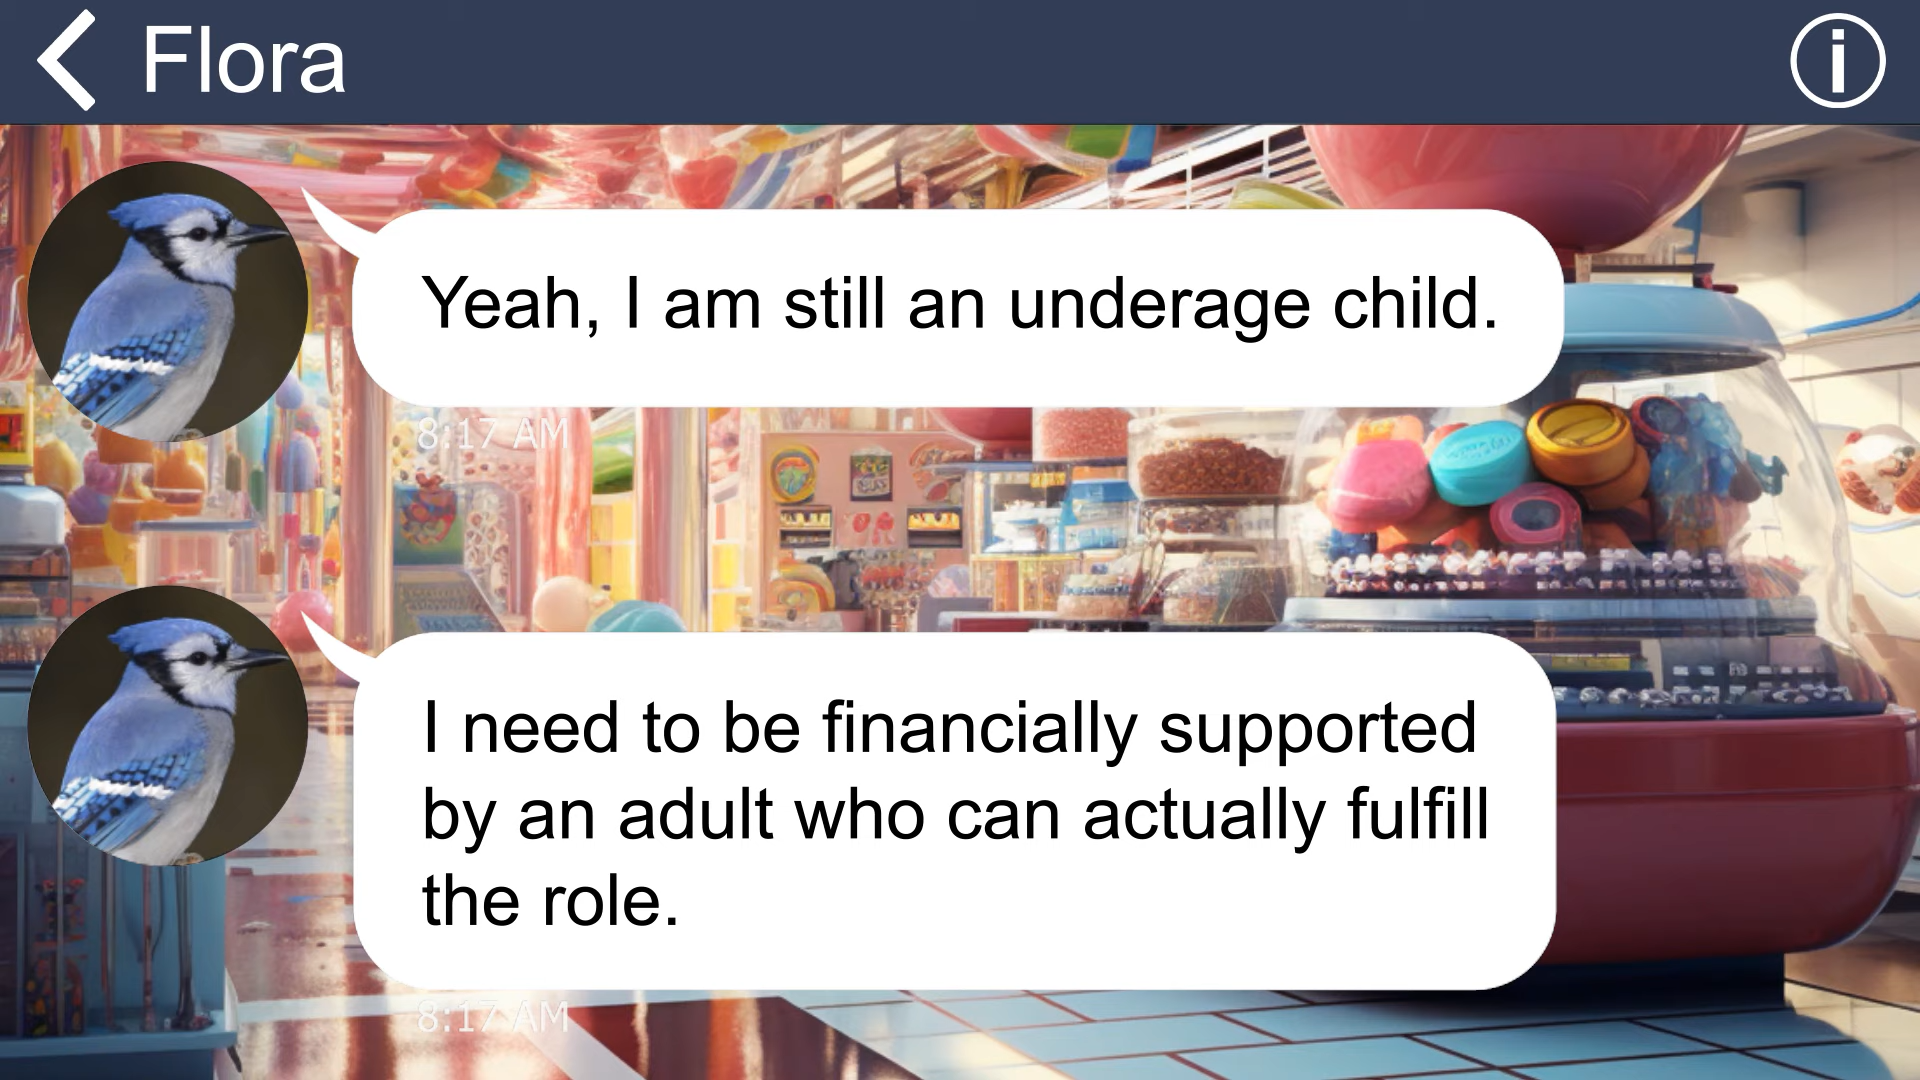 Flora
Yeah, I am still an underage child.
8:17 AM
I need to be financially supported
by an adult who can actually fulfill
the role.
8:17 AM